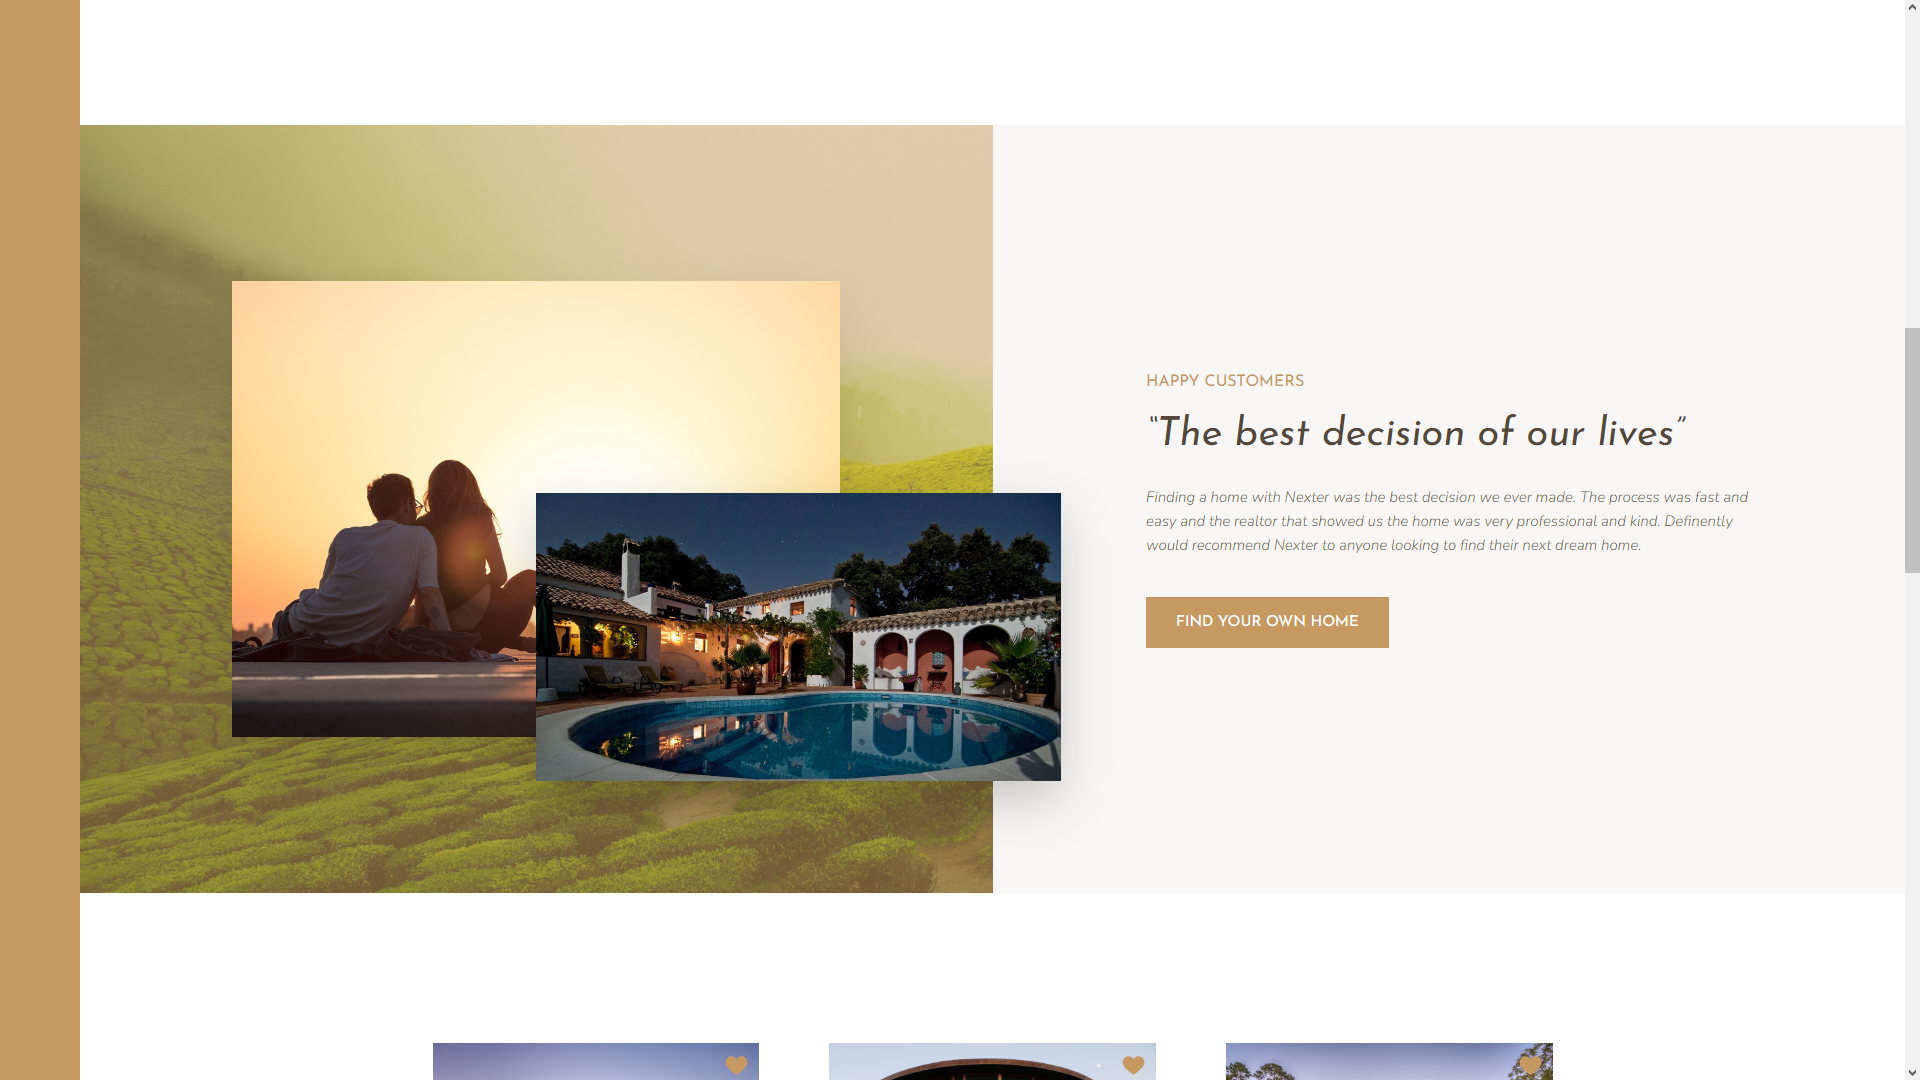 HAPPY CUSTOMERS
“The best decision of our lives”
Finding a home with Nexter was the best decision we ever made. The process was fast and
easy and the realtor that showed us the home was very professional and kind. Definently
would recommend Nexter to anyone looking to find their next dream home.
FIND YOUR OWN HOME